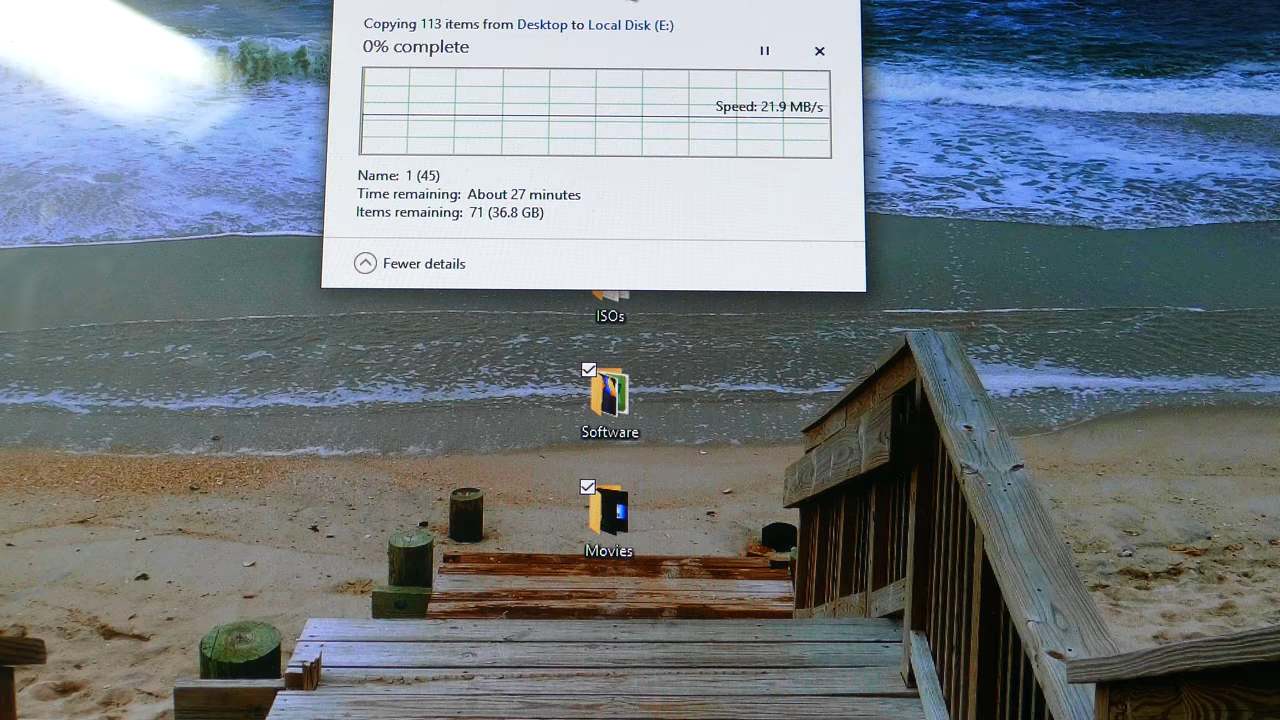 Copying 113 items from Desktop to Local Disk (E:)
0% complete
Speed: 21.9 MB/s
Name: 1 (45)
Time remaining: About 27 minutes
Items remaining: 71 (36.8 GB)
Fewer details
ISOs
Software
Movies